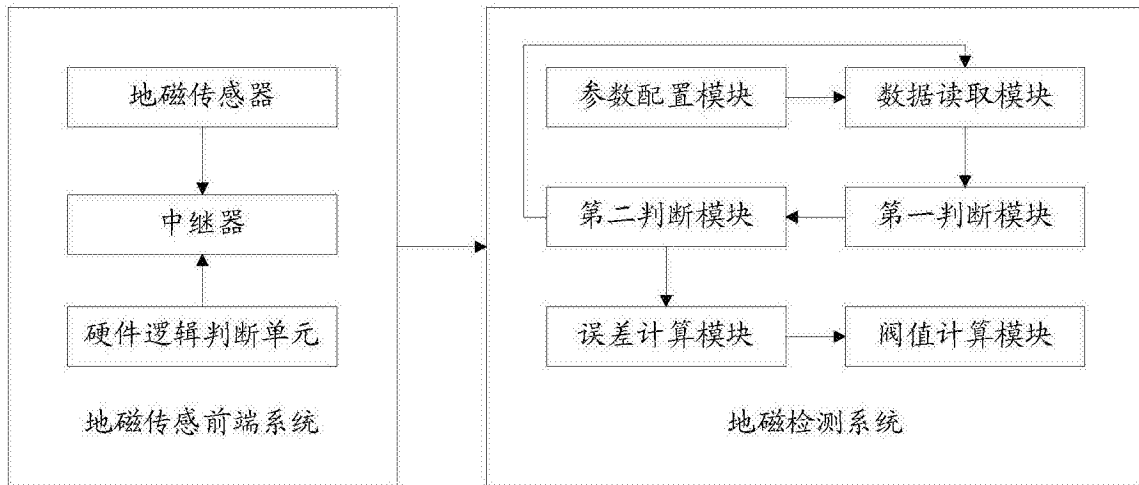 地磁传感器
中继器
硬件逻辑判断单元
地磁传感前端系统
参数配置模块
数据读取模块
第二判断模块
第一判断模块
误差计算模块
阀值计算模块
地磁检测系统